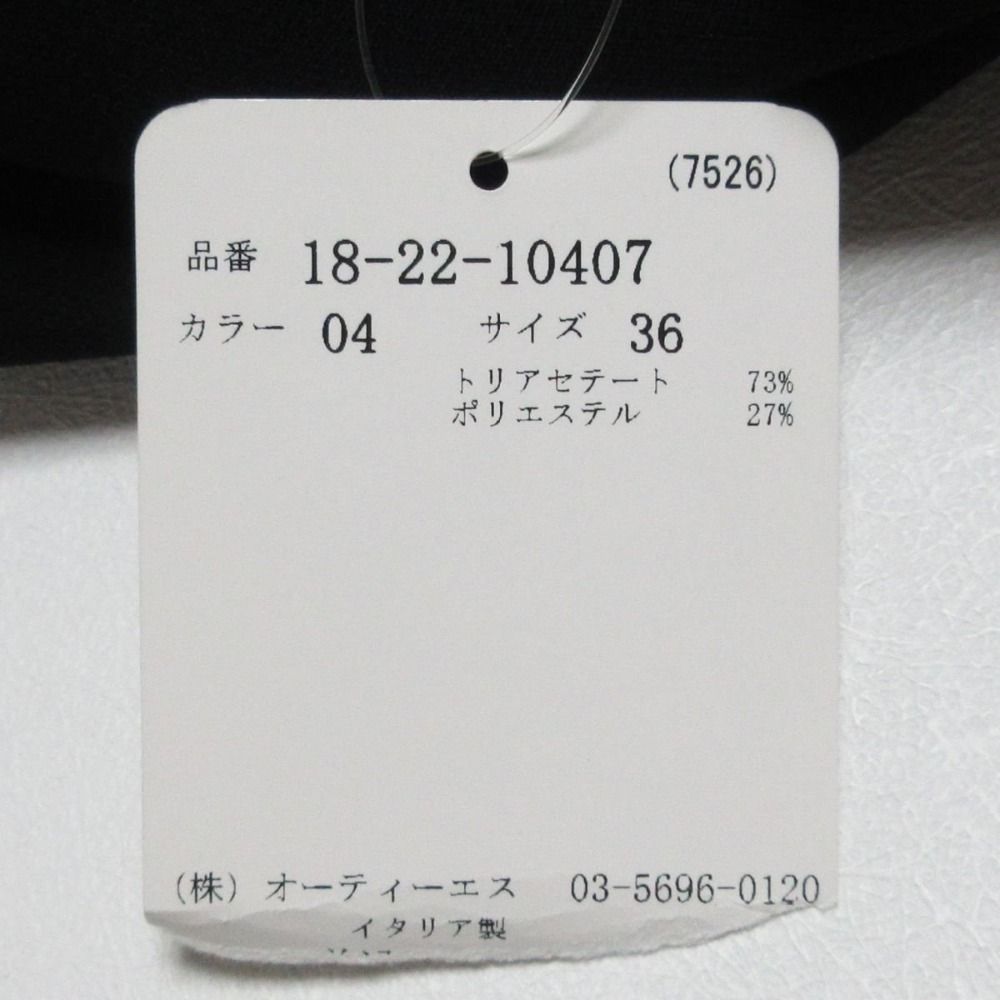 (7526)
品番 18-22-10407
カラー 04 サイズ 36
トリアセテート 73%
ポリエステル 27%
(株) オーティーエス 03-5696-0120
イタリア製